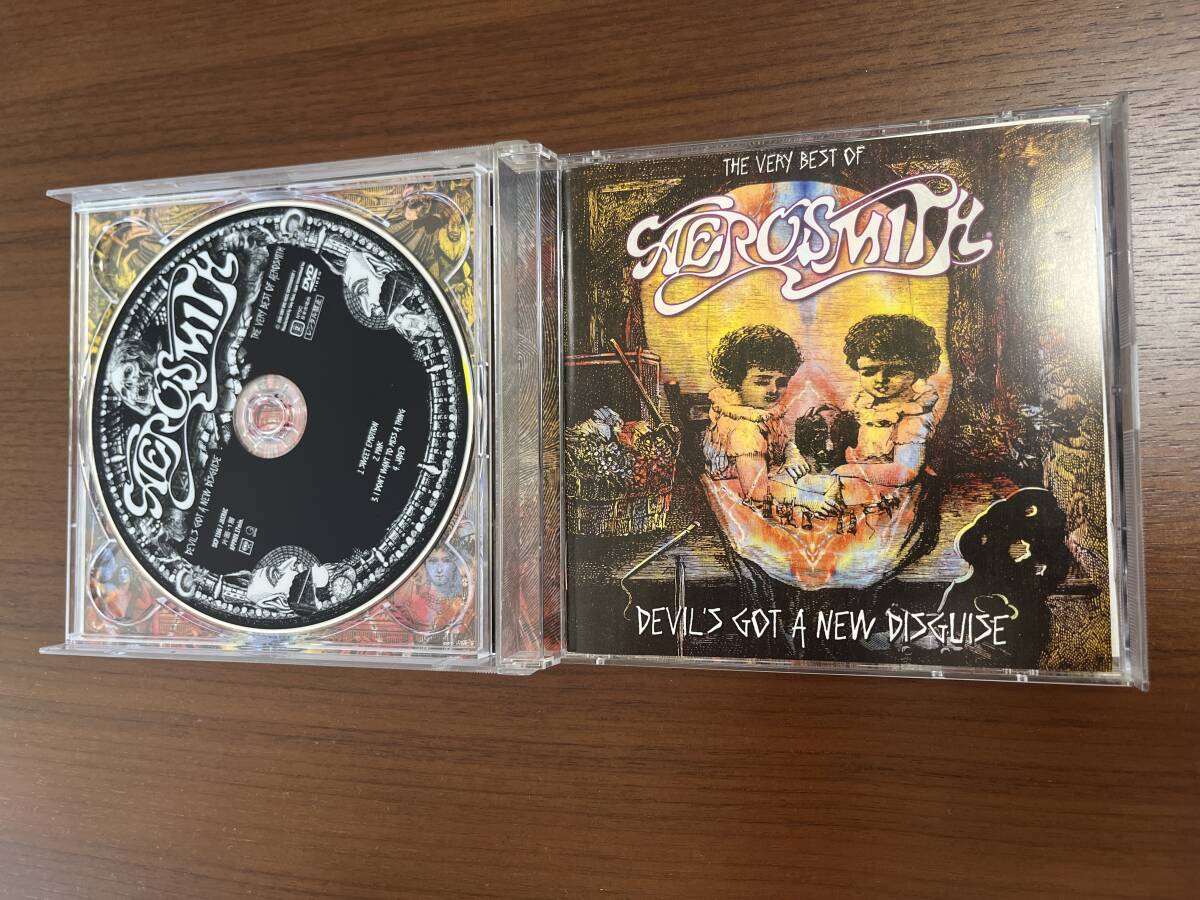 AEROSMITH
THE VERY BEST OF AEROSMITH
DEVIL'S GOT A NEW DISGUISE
DVD
1. SWEET EMOTION
2. PINK
3. I DON'T WANT TO MISS A THING
4. JADED
THE VERY BEST OF
AEROSMITH
DEVIL'S GOT A NEW DISGUISE